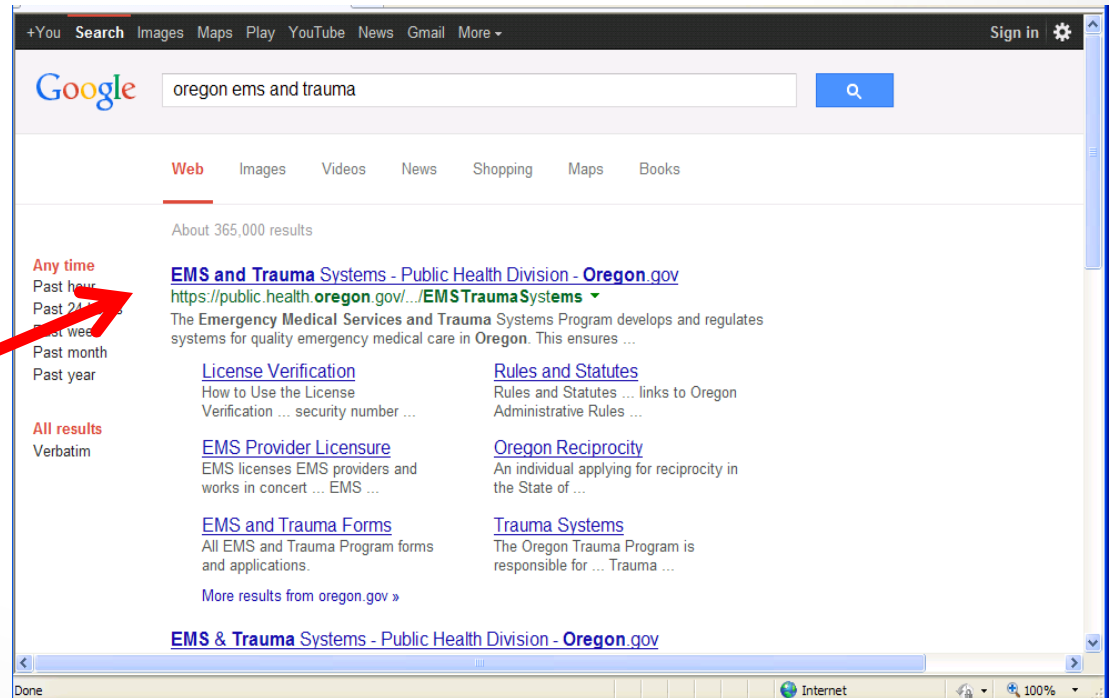 +You Search Images Maps Play YouTube News Gmail More Sign in
Google oregon ems and trauma
Web Images Videos News Shopping Maps Books
About 365,000 results
Any time
Past hour
Past 24
Past week
Past month
Past year
All results
Verbatim
EMS and Trauma Systems - Public Health Division - Oregon.gov
https://public.health.oregon.gov/.../EMSTraumaSystems
The Emergency Medical Services and Trauma Systems Program develops and regulates
systems for quality emergency medical care in Oregon. This ensures ...
License Verification
How to Use the License
Verification ... security number ...
Rules and Statutes
Rules and Statutes ... links to Oregon
Administrative Rules ...
EMS Provider Licensure
EMS licenses EMS providers and
works in concert ... EMS ...
Oregon Reciprocity
An individual applying for reciprocity in
the State of ...
EMS and Trauma Forms
All EMS and Trauma Program forms
and applications.
Trauma Systems
The Oregon Trauma Program is
responsible for ... Trauma ...
More results from oregon.gov »
EMS & Trauma Systems - Public Health Division - Oregon.gov
Done Internet 100%